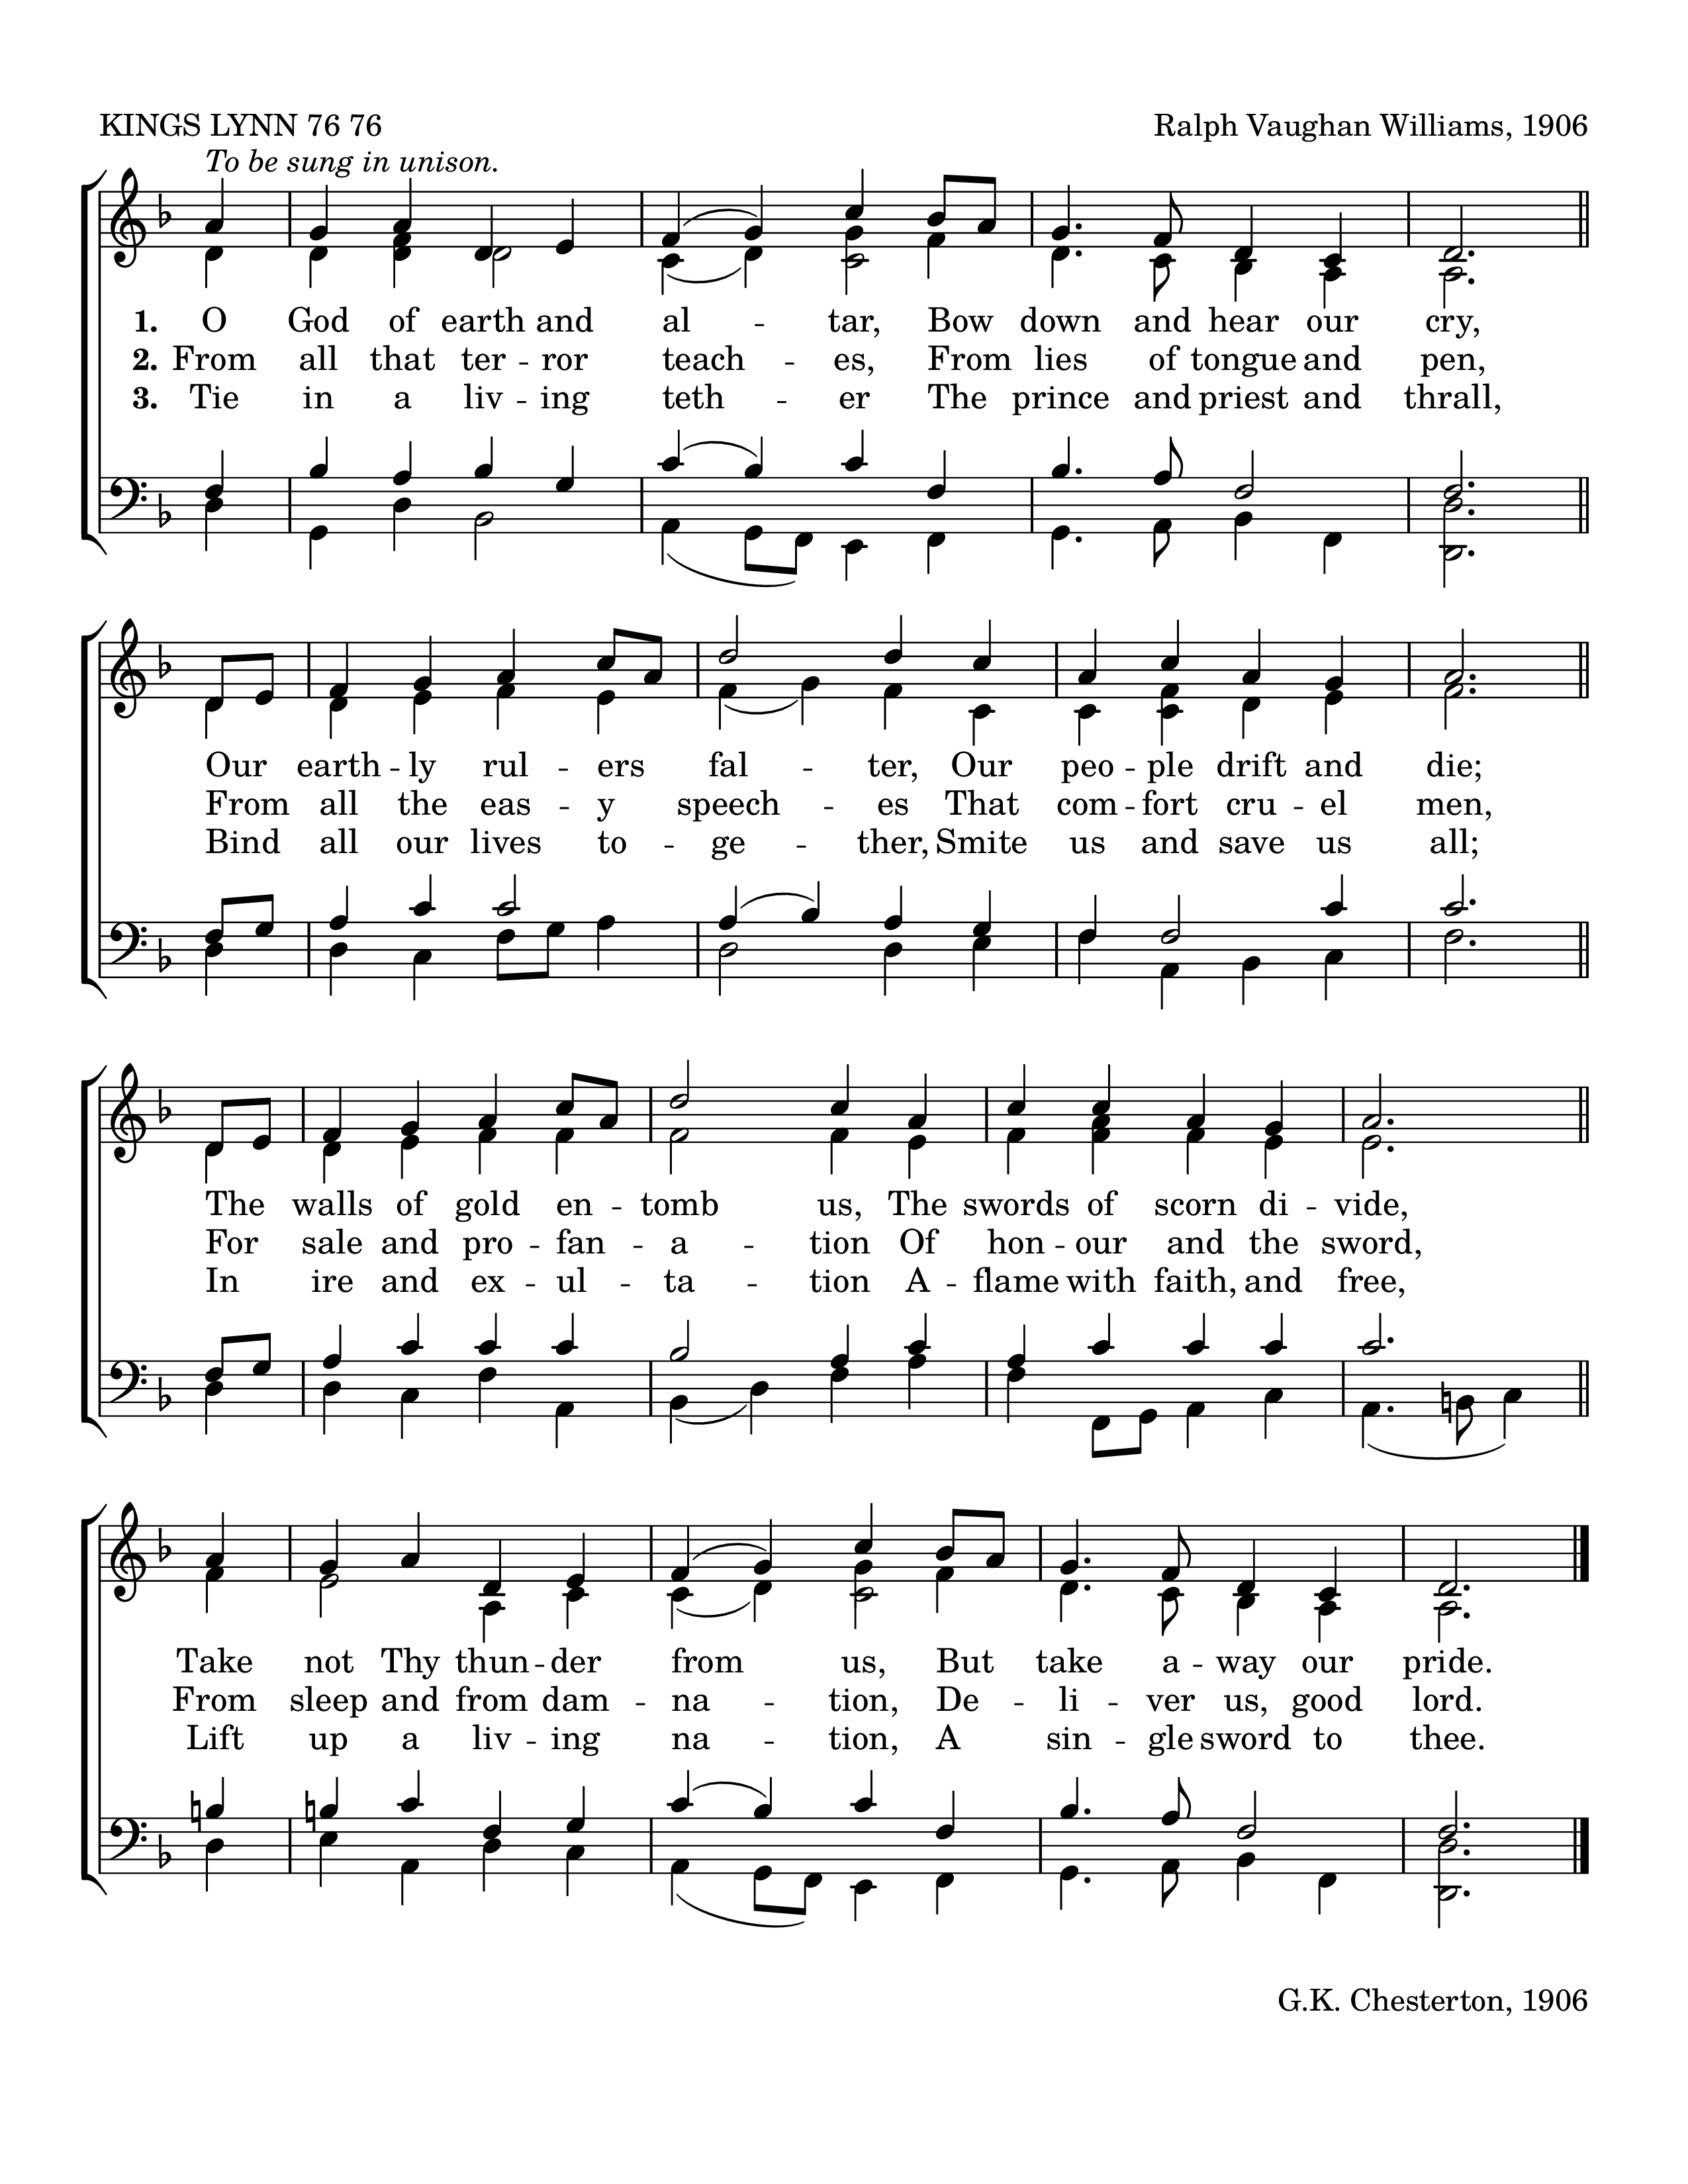 KINGS LYNN 76 76
Ralph Vaughan Williams, 1906
To be sung in unison.
1. O God of earth and al -- tar, Bow down and hear our cry,
2. From all that ter -- ror teach -- es, From lies of tongue and pen,
3. Tie in a liv -- ing teth -- er The prince and priest and thrall,
Our earth -- ly rul -- ers fal -- ter, Our peo -- ple drift and die;
From all the eas -- y speech -- es That com -- fort cru -- el men,
Bind all our lives to -- ge -- ther, Smite us and save us all;
The walls of gold en -- tomb us, The swords of scorn di -- vide,
For sale and pro -- fan -- a -- tion Of hon -- our and the sword,
In ire and ex -- ul -- ta -- tion A -- flame with faith, and free,
Take not Thy thun -- der from us, But take a -- way our pride.
From sleep and from dam -- na -- tion, De -- li -- ver us, good lord.
Lift up a liv -- ing na -- tion, A sin -- gle sword to thee.
G.K. Chesterton, 1906